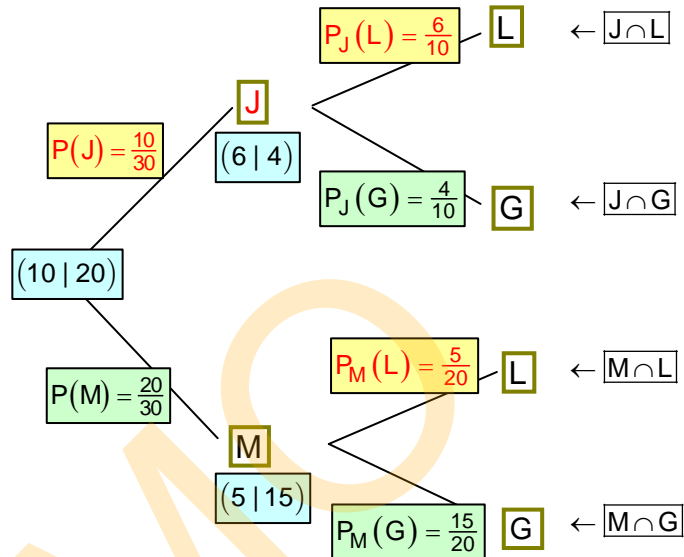 P_J(L) = 6/10
L
← J∩L
J
P(J) = 10/30
(6 | 4)
P_J(G) = 4/10
G
← J∩G
(10 | 20)
P_M(L) = 5/20
L
← M∩L
P(M) = 20/30
M
(5 | 15)
P_M(G) = 15/20
G
← M∩G